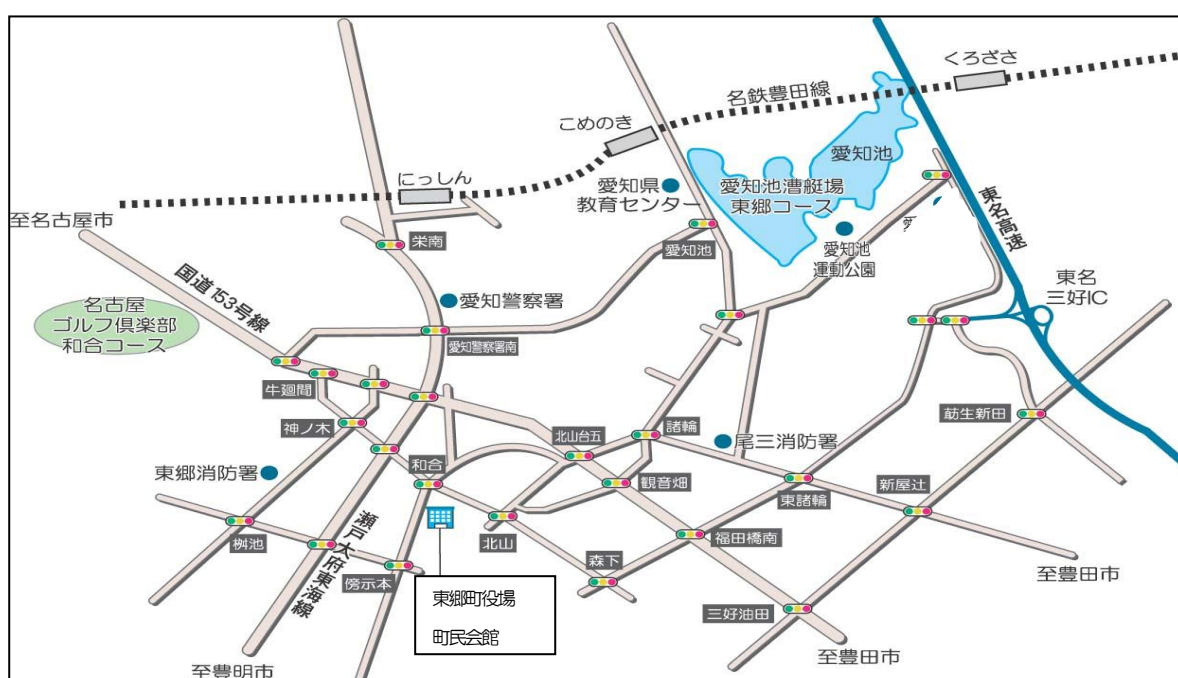 くろざさ
名鉄豊田線
こめのき
愛知池
にっしん
愛知県
教育センター
愛知池漕艇場
東郷コース
至名古屋市
東名高速
栄南
愛知池
愛知池
運動公園
国道153号線
愛知警察署
東名
三好IC
名古屋
ゴルフ倶楽部
和合コース
愛知警察署南
牛廻間
神ノ木
北山台五
諸輪
尾三消防署
莇生新田
東郷消防署
和合
観音畑
東諸輪
新屋辻
桝池
瀬戸大府東海線
北山
福田橋南
傍示本
森下
至豊田市
東郷町役場
町民会館
三好油田
至豊明市
至豊田市